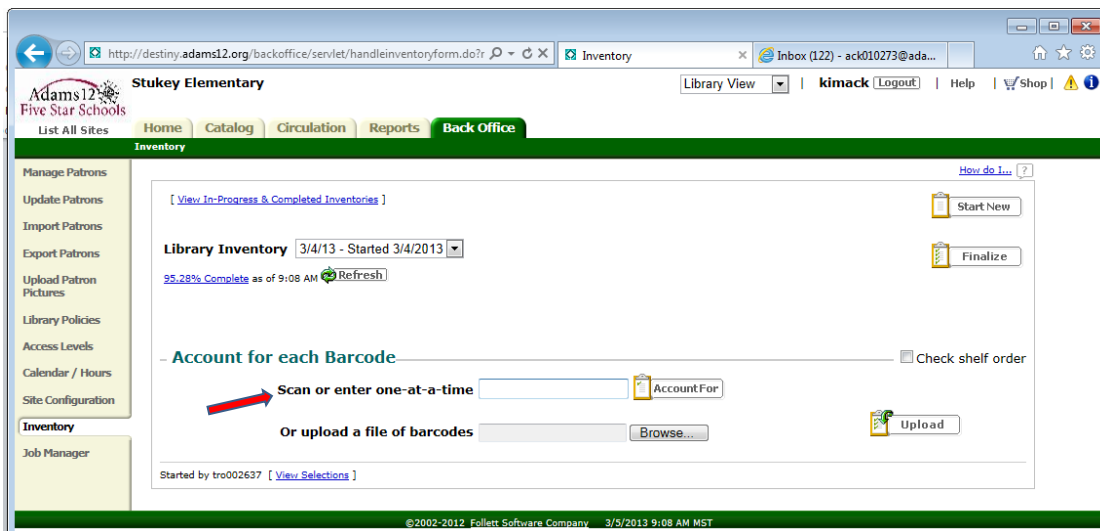 http://destiny.adams12.org/backoffice/servlet/handleinventoryform.do?r
Inventory
Inbox (122) - ack010273@ada...
Adams12
Five Star Schools
List All Sites
Stukey Elementary
Library View | kimack Logout | Help | Shop |
Home Catalog Circulation Reports Back Office
Inventory
Manage Patrons
Update Patrons
Import Patrons
Export Patrons
Upload Patron
Pictures
Library Policies
Access Levels
Calendar / Hours
Site Configuration
Inventory
Job Manager
How do I... ?
[ View In-Progress & Completed Inventories ]
Start New
Library Inventory 3/4/13 - Started 3/4/2013
Finalize
95.28% Complete as of 9:08 AM Refresh
Account for each Barcode
Check shelf order
Scan or enter one-at-a-time AccountFor
Or upload a file of barcodes Browse... Upload
Started by tro002637 [ View Selections ]
©2002-2012 Follett Software Company 3/5/2013 9:08 AM MST